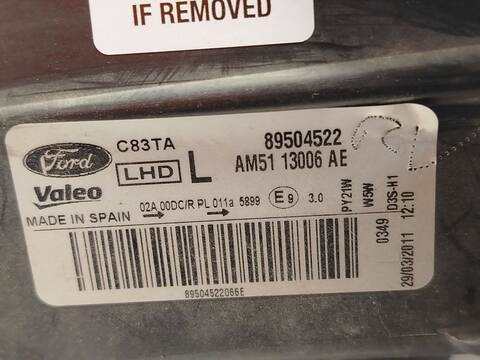 IF REMOVED
Ford
C83TA
89504522
LHD L
AM51 13006 AE
Valeo
MADE IN SPAIN
02A 00DC/R PL 011a 5899 E9 3.0
PY21W W5W D3S-H1
0349
29/03/2011 12:10
89504522066E